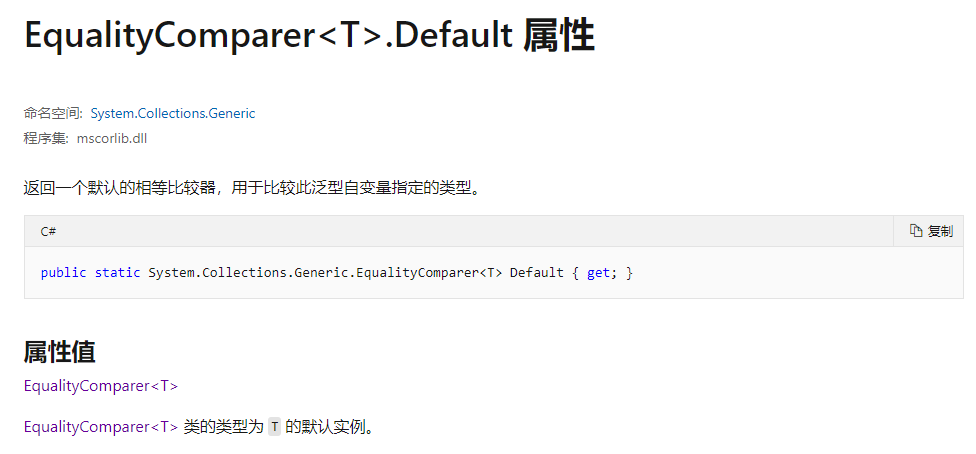 EqualityComparer<T>.Default 属性
命名空间: System.Collections.Generic
程序集: mscorlib.dll
返回一个默认的相等比较器，用于比较此泛型自变量指定的类型。
C# 复制
public static System.Collections.Generic.EqualityComparer<T> Default { get; }
属性值
EqualityComparer<T>
EqualityComparer<T> 类的类型为 T 的默认实例。